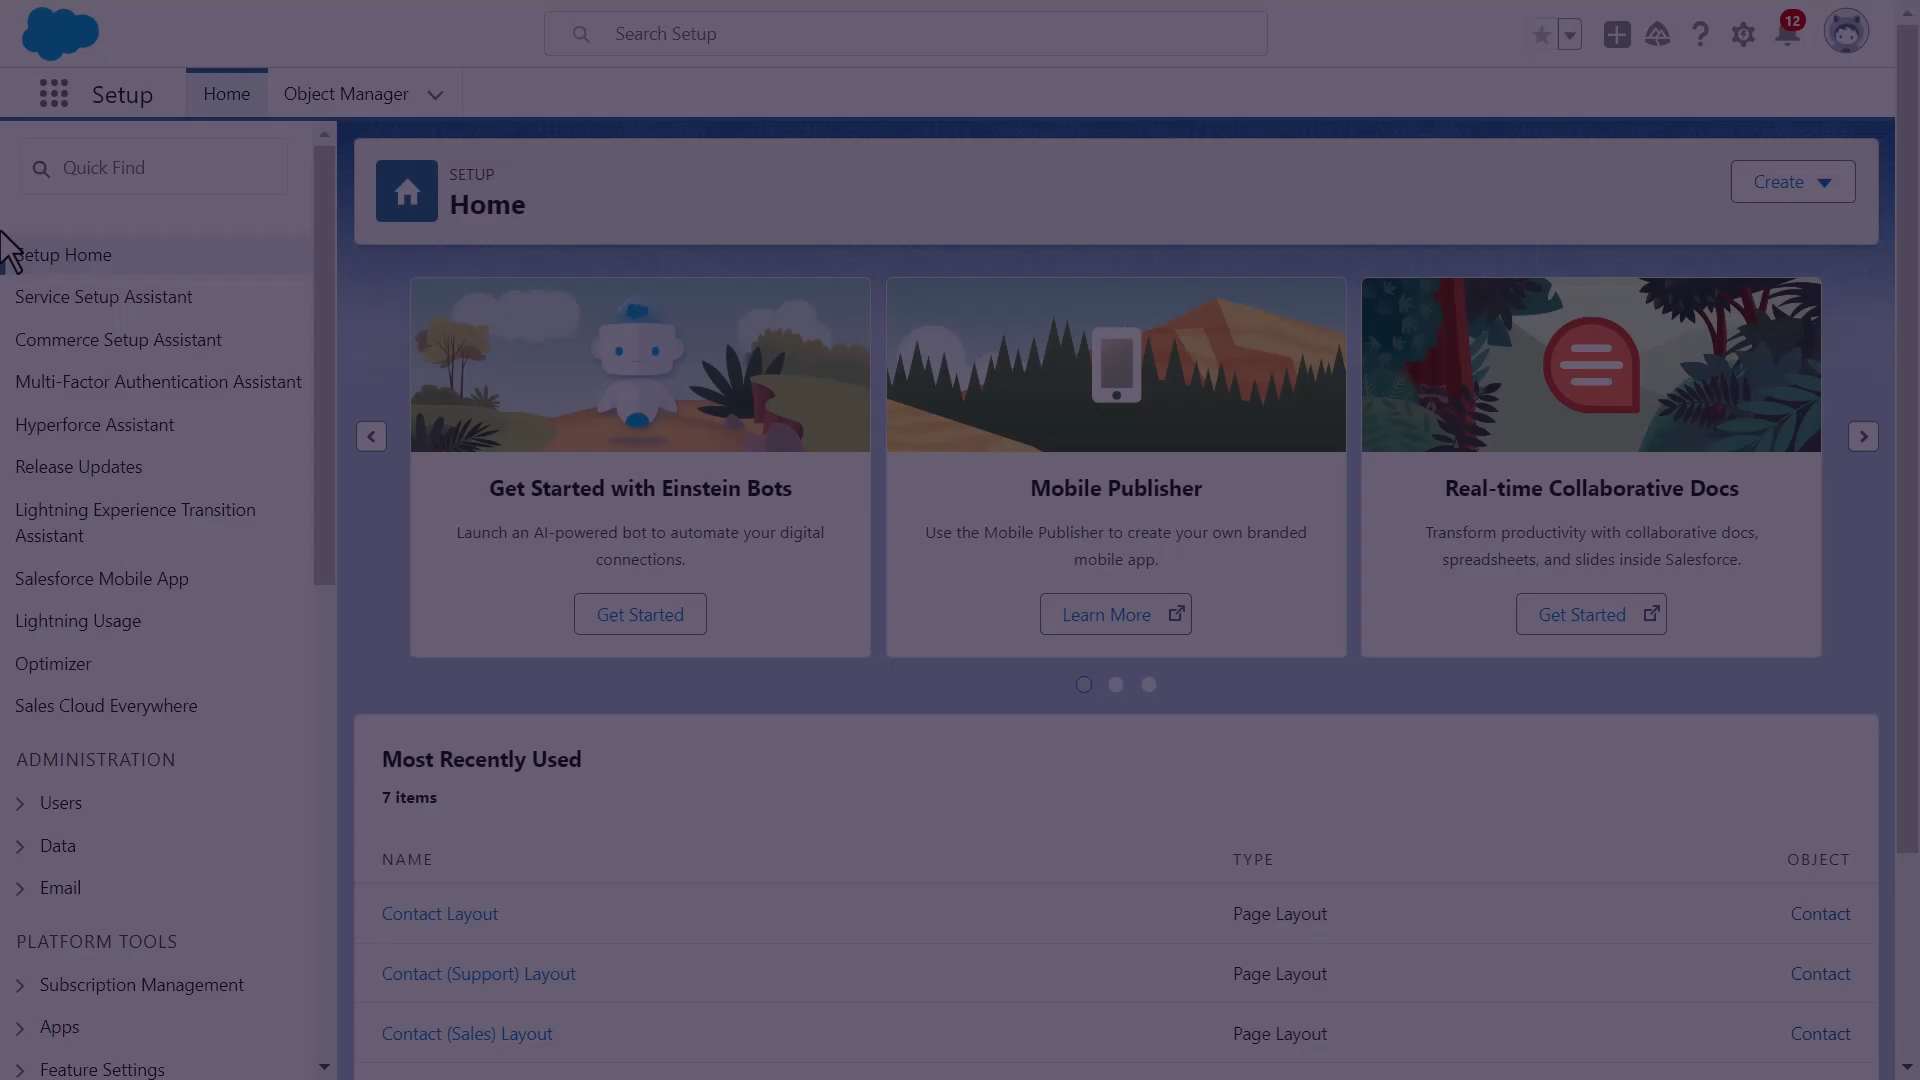 Search Setup
12
Setup
Home
Object Manager
Quick Find
SETUP
Home
Create
Setup Home
Service Setup Assistant
Commerce Setup Assistant
Multi-Factor Authentication Assistant
Hyperforce Assistant
Release Updates
Lightning Experience Transition
Assistant
Salesforce Mobile App
Lightning Usage
Optimizer
Sales Cloud Everywhere
ADMINISTRATION
Users
Data
Email
PLATFORM TOOLS
Subscription Management
Apps
Feature Settings
Get Started with Einstein Bots
Launch an AI-powered bot to automate your digital
connections.
Get Started
Mobile Publisher
Use the Mobile Publisher to create your own branded
mobile app.
Learn More
Real-time Collaborative Docs
Transform productivity with collaborative docs,
spreadsheets, and slides inside Salesforce.
Get Started
Most Recently Used
7 items
NAME TYPE OBJECT
Contact Layout Page Layout Contact
Contact (Support) Layout Page Layout Contact
Contact (Sales) Layout Page Layout Contact